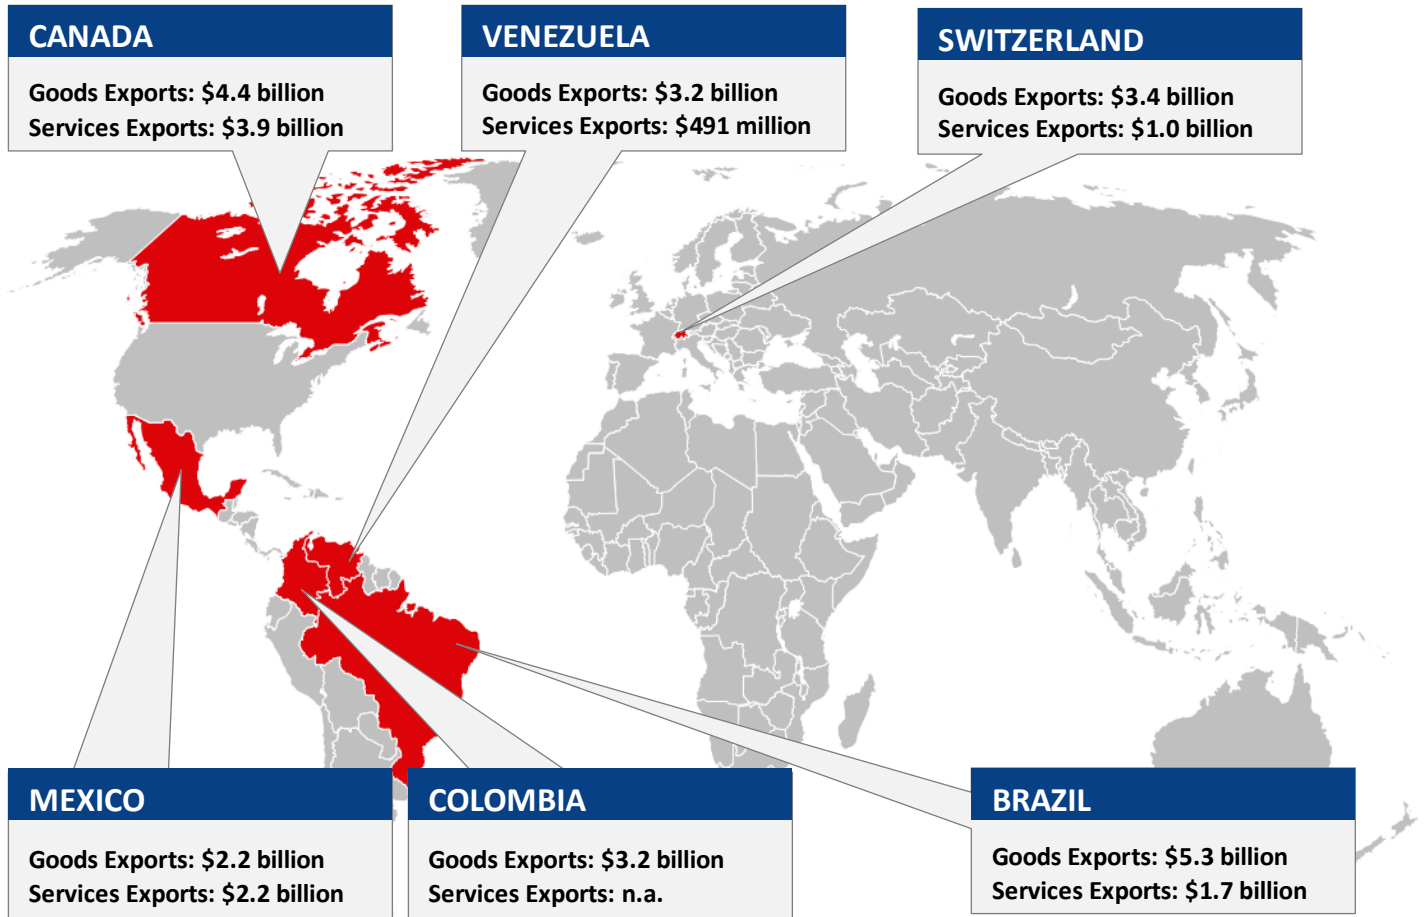 CANADA
Goods Exports: $4.4 billion
Services Exports: $3.9 billion
VENEZUELA
Goods Exports: $3.2 billion
Services Exports: $491 million
SWITZERLAND
Goods Exports: $3.4 billion
Services Exports: $1.0 billion
MEXICO
Goods Exports: $2.2 billion
Services Exports: $2.2 billion
COLOMBIA
Goods Exports: $3.2 billion
Services Exports: n.a.
BRAZIL
Goods Exports: $5.3 billion
Services Exports: $1.7 billion